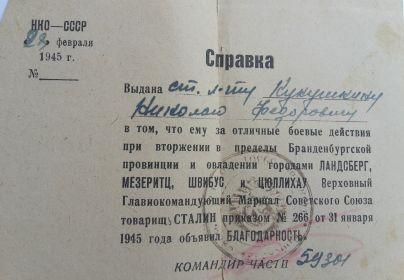 НКО—СССР
22 февраля
1945 г.
№
Справка
Выдана ст. л-ту Кукушкину
Николаю Федоровичу
в том, что ему за отличные боевые действия
при вторжении в пределы Бранденбургской
провинции и овладении городами ЛАНДСБЕРГ,
МЕЗЕРИТЦ, ШВИБУС и ЦЮЛЛИХАУ Верховный
Главнокомандующий Маршал Советского Союза
товарищ СТАЛИН приказом № 266, от 31 января
1945 года объявил БЛАГОДАРНОСТЬ.
КОМАНДИР ЧАСТИ 59301